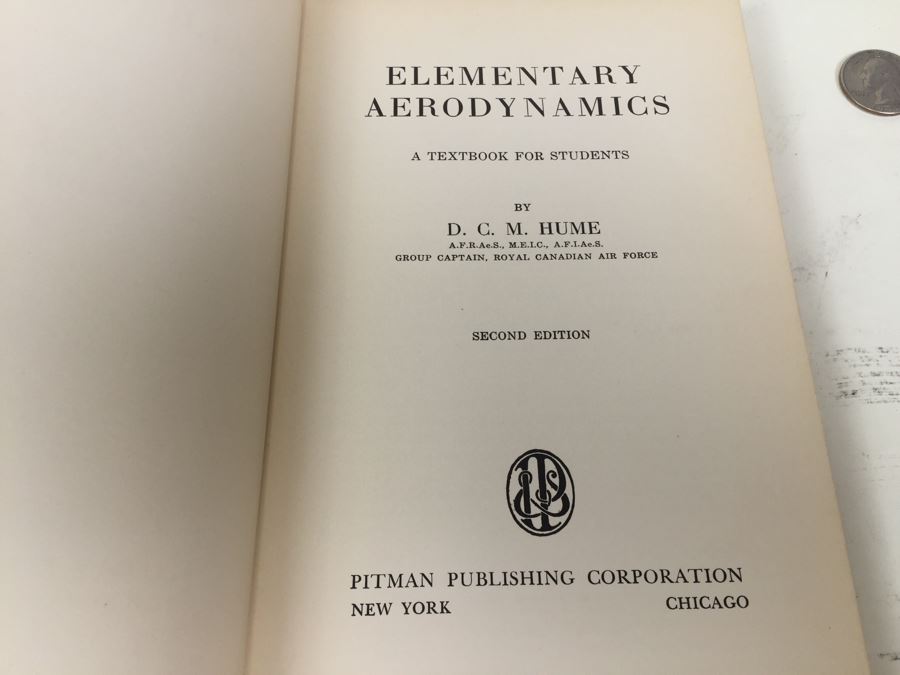 ELEMENTARY
AERODYNAMICS
A TEXTBOOK FOR STUDENTS
BY
D. C. M. HUME
A.F.R.Ae.S., M.E.I.C., A.F.I.Ae.S.
GROUP CAPTAIN, ROYAL CANADIAN AIR FORCE
SECOND EDITION
PITMAN PUBLISHING CORPORATION
NEW YORK CHICAGO